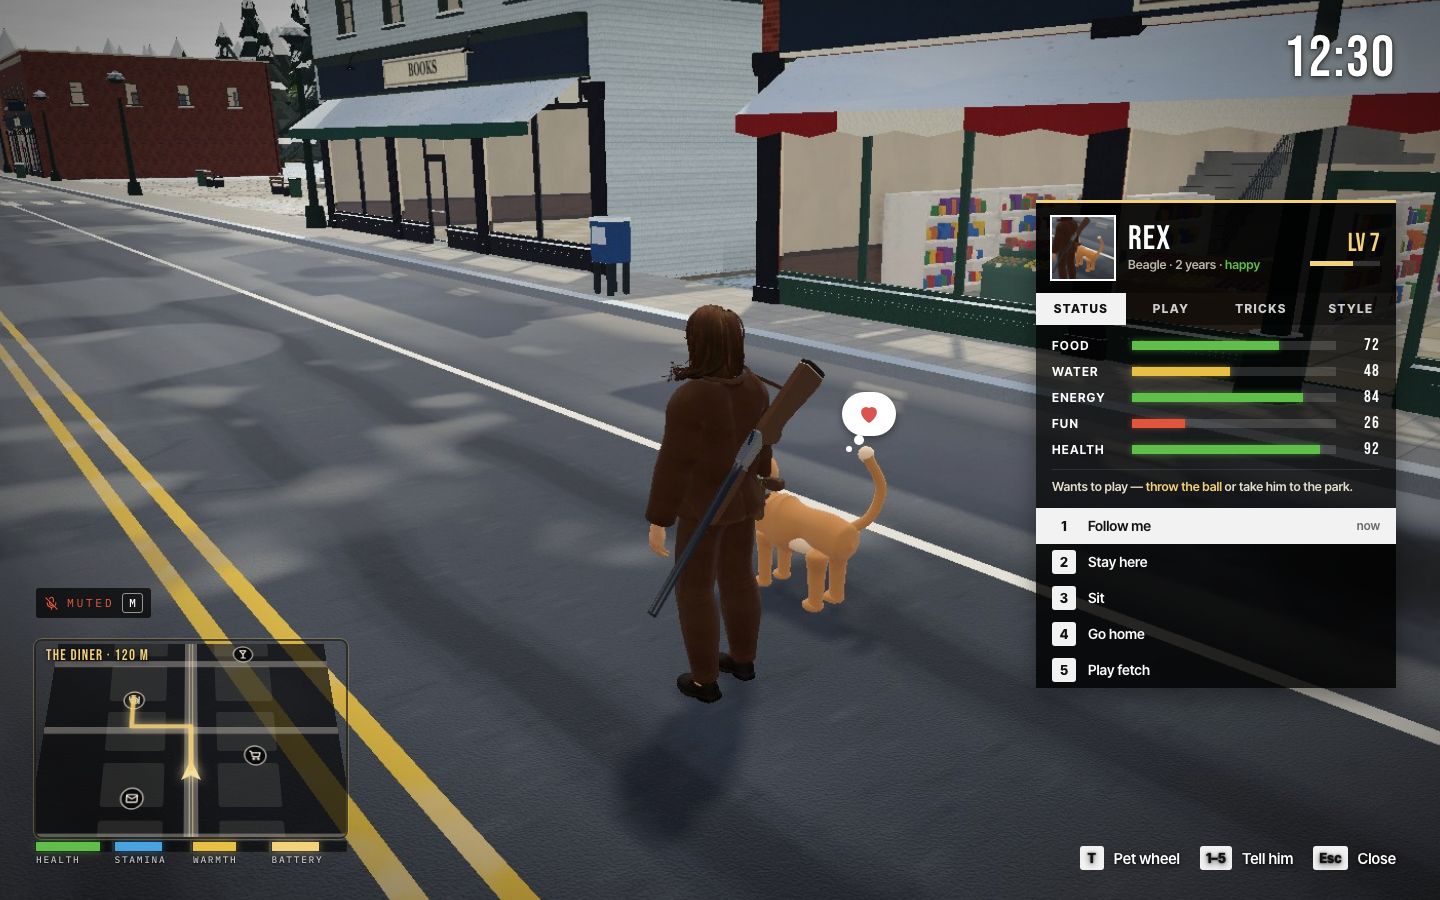 BOOKS
12:30
REX
LV 7
Beagle · 2 years · happy
STATUS PLAY TRICKS STYLE
FOOD 72
WATER 48
ENERGY 84
FUN 26
HEALTH 92
Wants to play — throw the ball or take him to the park.
1 Follow me now
2 Stay here
3 Sit
4 Go home
5 Play fetch
MUTED M
THE DINER · 120 M
HEALTH STAMINA WARMTH BATTERY
T Pet wheel 1-5 Tell him Esc Close